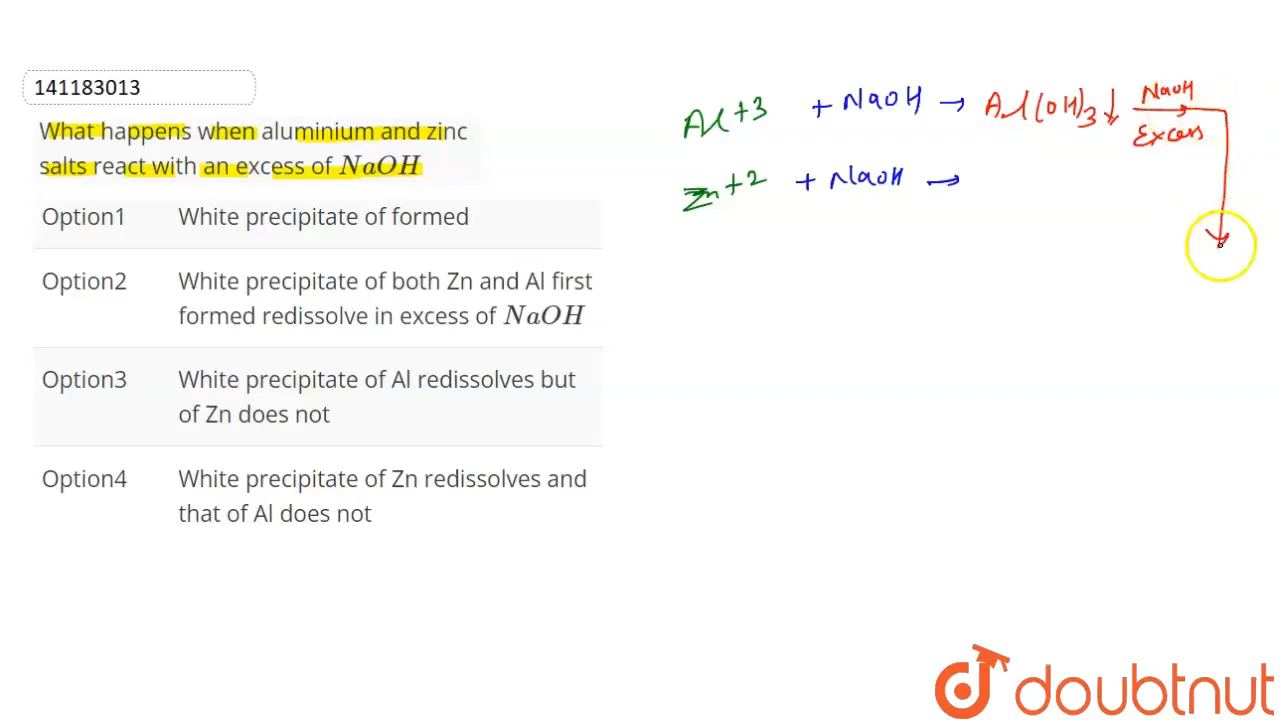 141183013
What happens when aluminium and zinc
salts react with an excess of NaOH
Option1 White precipitate of formed
Option2 White precipitate of both Zn and Al first
formed redissolve in excess of NaOH
Option3 White precipitate of Al redissolves but
of Zn does not
Option4 White precipitate of Zn redissolves and
that of Al does not
Al+3 + NaOH → Al(OH)3↓ NaOH
Excess
Zn+2 + NaOH →
doubtnut